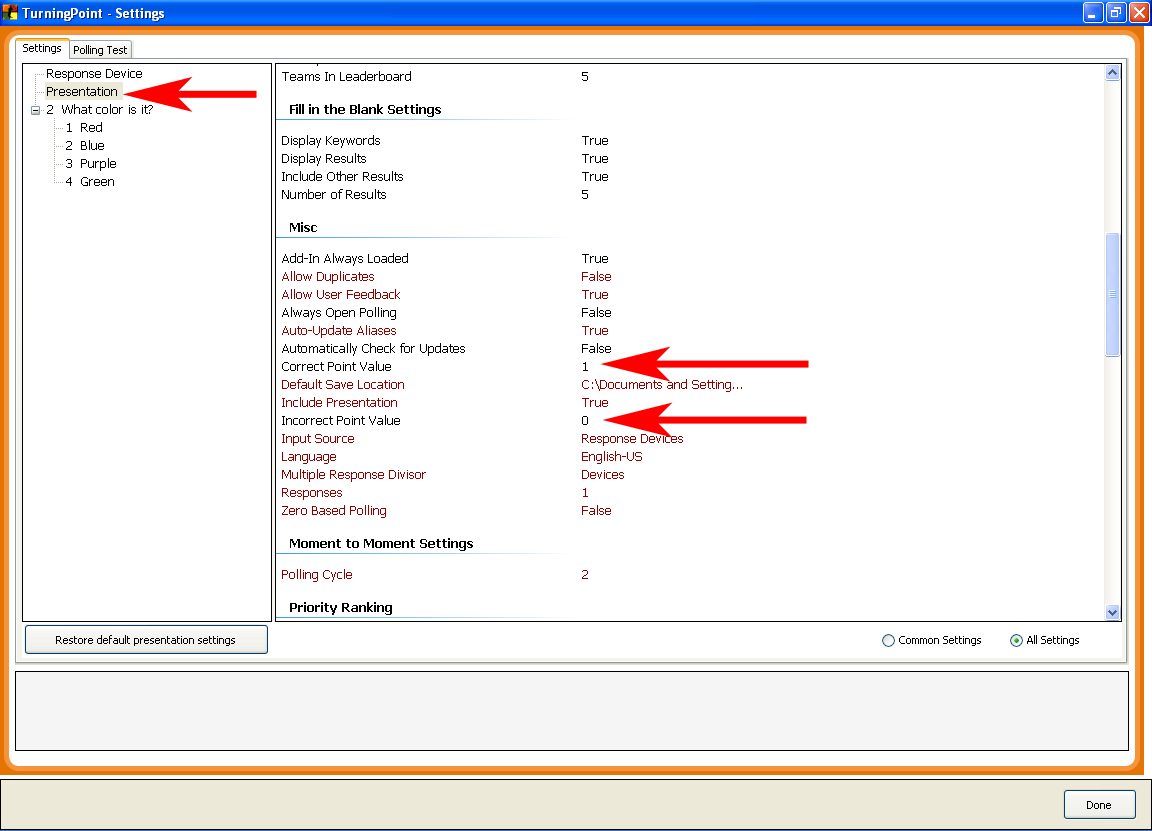 TurningPoint - Settings
Settings
Polling Test
Response Device
Presentation
2 What color is it?
1 Red
2 Blue
3 Purple
4 Green
Teams In Leaderboard 5
Fill in the Blank Settings
Display Keywords True
Display Results True
Include Other Results True
Number of Results 5
Misc
Add-In Always Loaded True
Allow Duplicates False
Allow User Feedback True
Always Open Polling False
Auto-Update Aliases True
Automatically Check for Updates False
Correct Point Value 1
Default Save Location C:\Documents and Setting...
Include Presentation True
Incorrect Point Value 0
Input Source Response Devices
Language English-US
Multiple Response Divisor Devices
Responses 1
Zero Based Polling False
Moment to Moment Settings
Polling Cycle 2
Priority Ranking
Restore default presentation settings
Common Settings
All Settings
Done